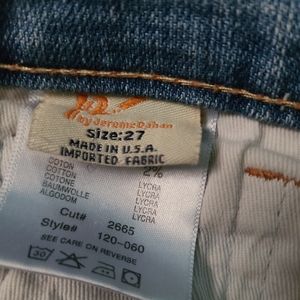 by Jerome Dahan
Size:27
MADE IN U.S.A.
IMPORTED FABRIC
2%
COTON LYCRA
COTTON LYCRA
COTONE LYCRA
BAUMWOLLE LYCRA
ALGODOM LYCRA
Cut# 2665
Style# 120-060
SEE CARE ON REVERSE
30